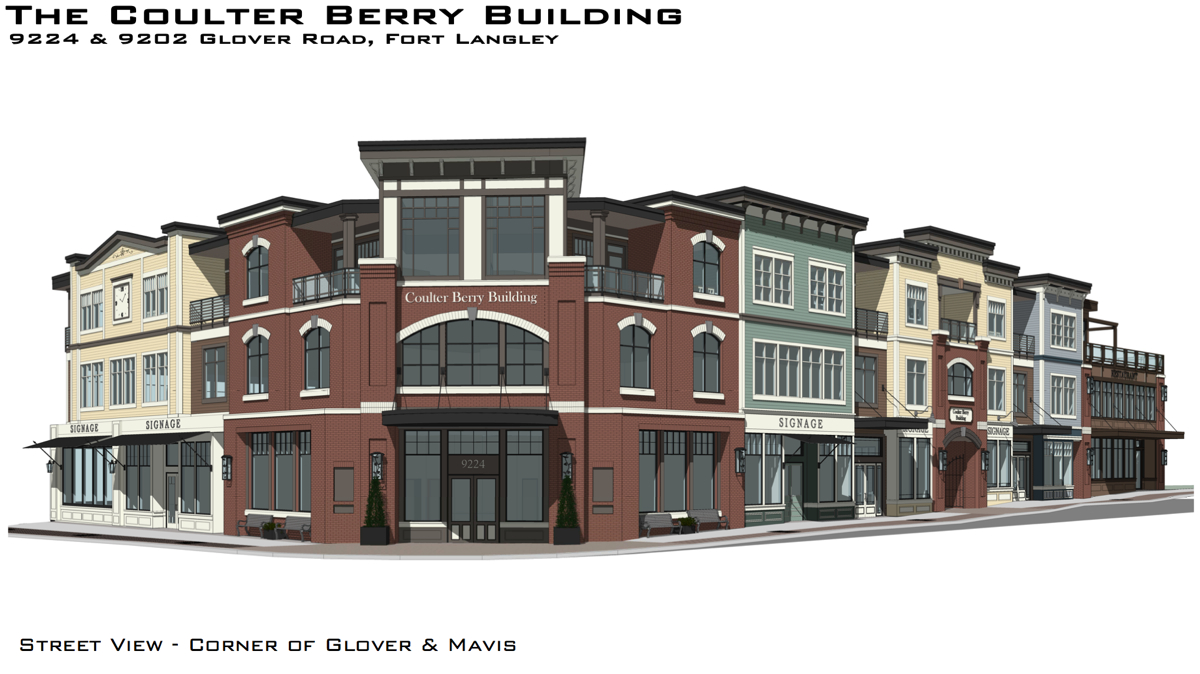 The Coulter Berry Building
9224 & 9202 Glover Road, Fort Langley
Coulter Berry Building
SIGNAGE
SIGNAGE
SIGNAGE
SIGNAGE
SIGNAGE
Coulter Berry
Building
9224
Street View - Corner of Glover & Mavis